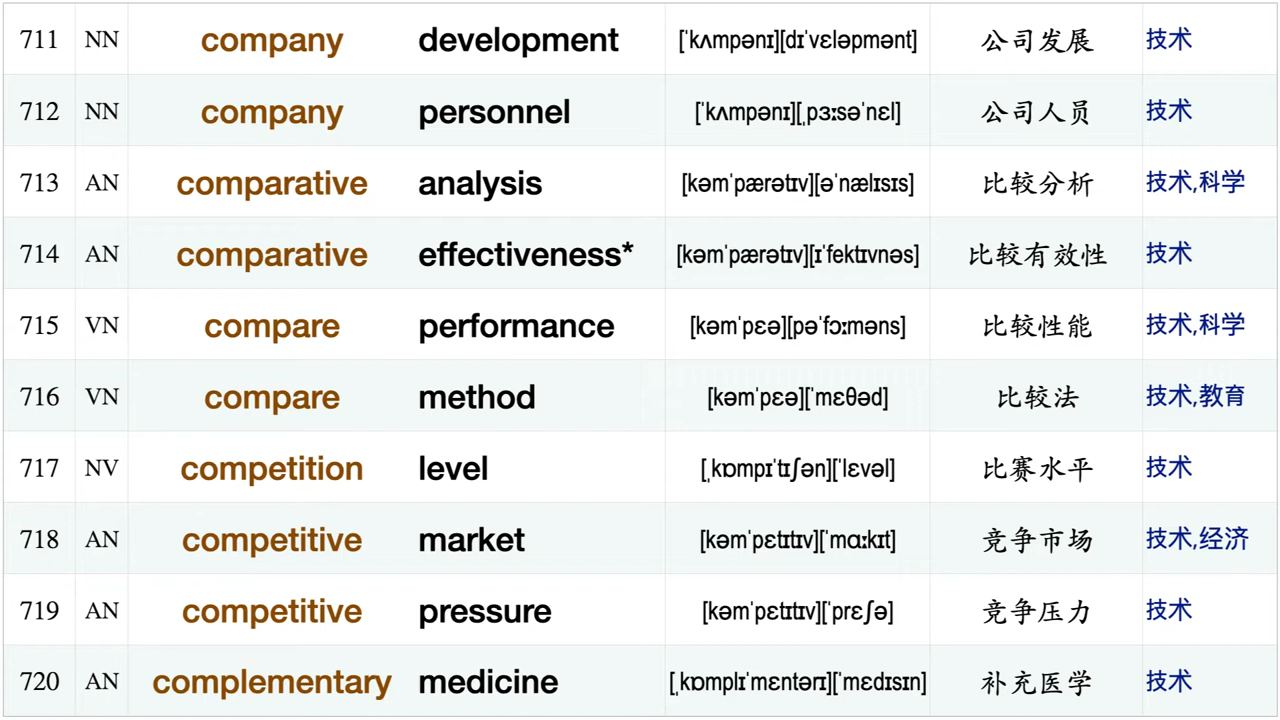 711 NN company development [ˈkʌmpənɪ][dɪˈvɛləpmənt] 公司发展 技术
712 NN company personnel [ˈkʌmpənɪ][ˌpɜːsəˈnɛl] 公司人员 技术
713 AN comparative analysis [kəmˈpærətɪv][əˈnælɪsɪs] 比较分析 技术,科学
714 AN comparative effectiveness* [kəmˈpærətɪv][ɪˈfektɪvnəs] 比较有效性 技术
715 VN compare performance [kəmˈpɛə][pəˈfɔːməns] 比较性能 技术,科学
716 VN compare method [kəmˈpɛə][ˈmɛθəd] 比较法 技术,教育
717 NV competition level [ˌkɒmpɪˈtɪʃən][ˈlɛvəl] 比赛水平 技术
718 AN competitive market [kəmˈpɛtɪtɪv][ˈmɑːkɪt] 竞争市场 技术,经济
719 AN competitive pressure [kəmˈpɛtɪtɪv][ˈprɛʃə] 竞争压力 技术
720 AN complementary medicine [ˌkɒmplɪˈmɛntərɪ][ˈmɛdɪsɪn] 补充医学 技术